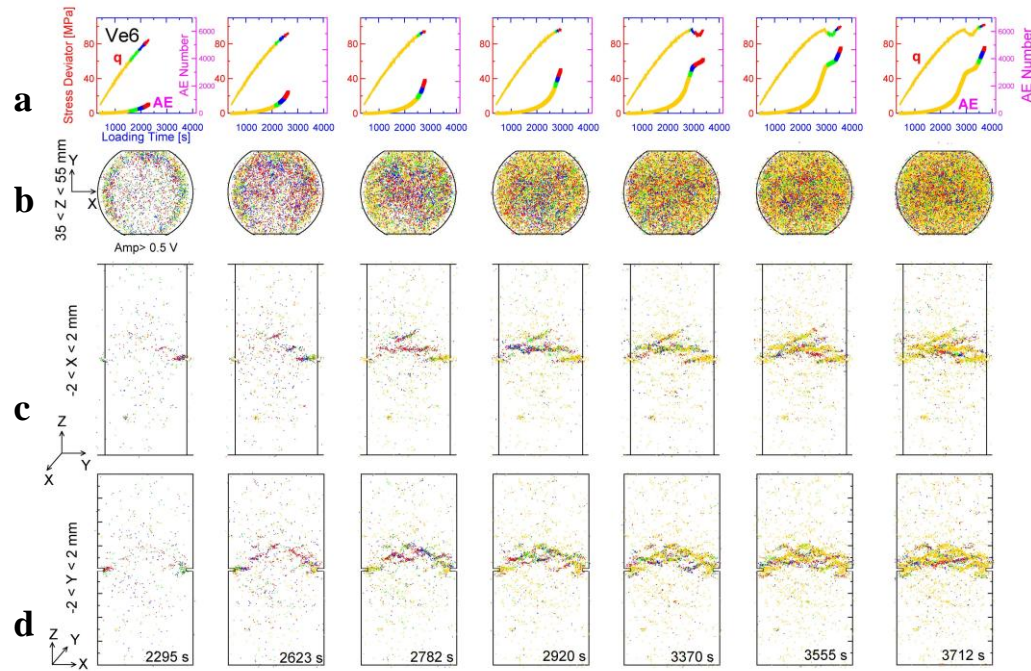 a
Stress Deviator [MPa]
80
40
0
Ve6
q
AE
6000
4000
2000
0
AE Number
1000 2000 3000 4000
Loading Time [s]
1000 2000 3000 4000
1000 2000 3000 4000
1000 2000 3000 4000
1000 2000 3000 4000
1000 2000 3000 4000
80
40
0
q
AE
6000
4000
2000
0
AE Number
1000 2000 3000 4000
b
35 < Z < 55 mm
Y
X
Amp> 0.5 V
c
-2 < X < 2 mm
Z
Y
X
d
-2 < Y < 2 mm
Z
Y
X
2295 s
2623 s
2782 s
2920 s
3370 s
3555 s
3712 s